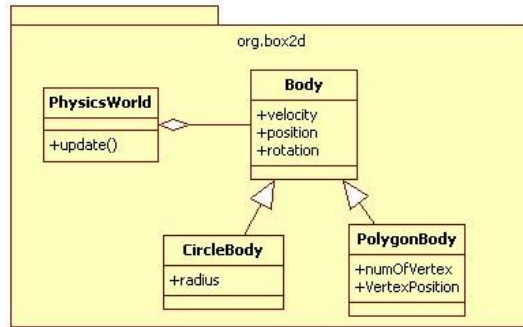 org.box2d
PhysicsWorld
+update()
Body
+velocity
+position
+rotation
CircleBody
+radius
PolygonBody
+numOfVertex
+VertexPosition